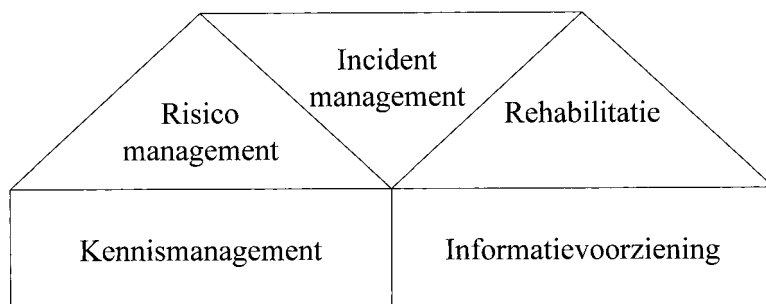 Incident
management
Risico
management
Rehabilitatie
Kennismanagement
Informatievoorziening